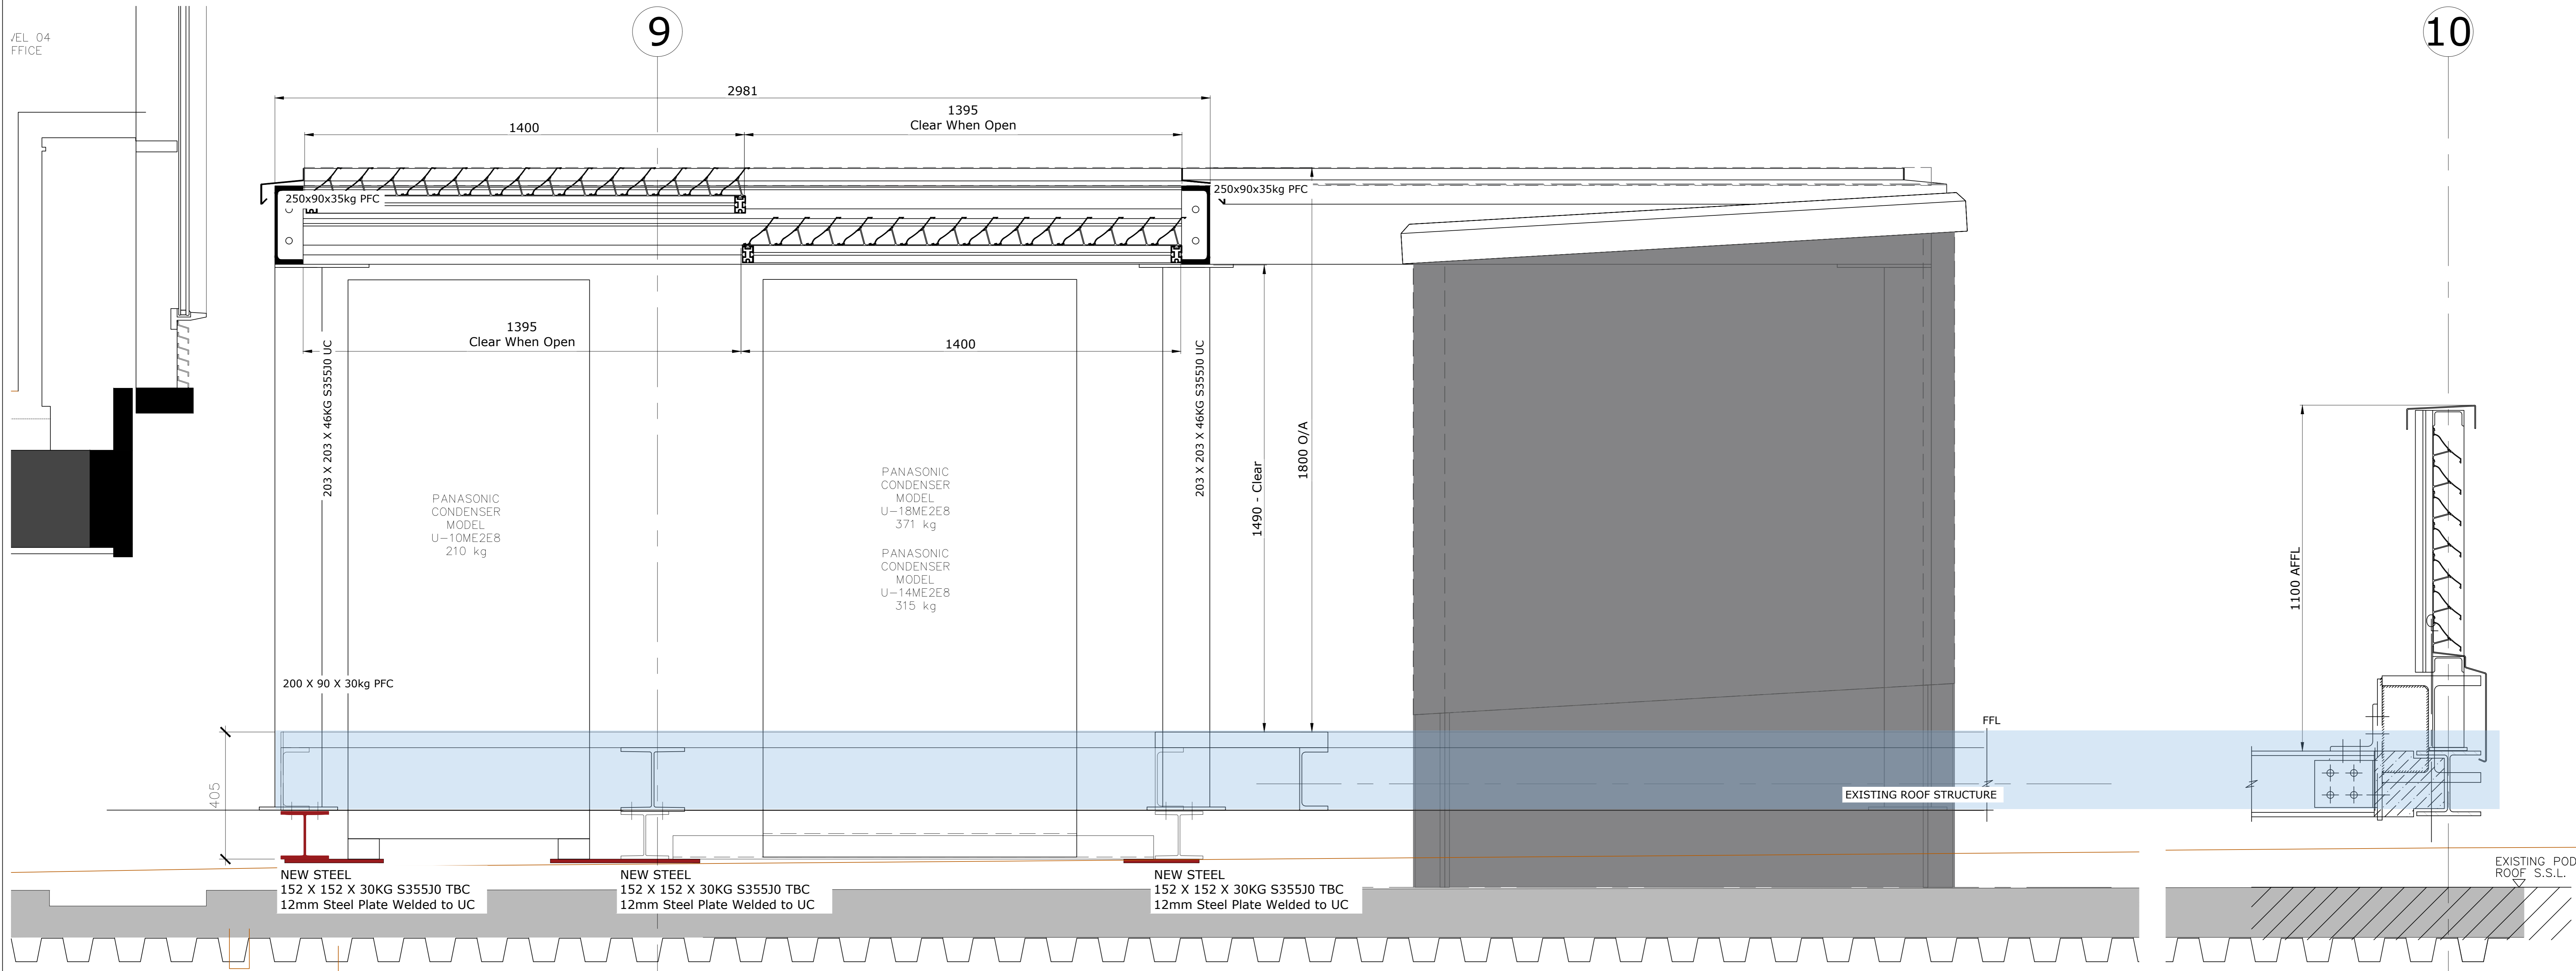 VEL 04
FFICE
9
10
2981
1400
1395
Clear When Open
250x90x35kg PFC
250x90x35kg PFC
1395
Clear When Open
1400
203 X 203 X 46KG S355J0 UC
203 X 203 X 46KG S355J0 UC
PANASONIC
CONDENSER
MODEL
U-10ME2E8
210 kg
PANASONIC
CONDENSER
MODEL
U-18ME2E8
371 kg
PANASONIC
CONDENSER
MODEL
U-14ME2E8
315 kg
1490 - Clear
1800 O/A
1100 AFFL
200 X 90 X 30kg PFC
405
FFL
EXISTING ROOF STRUCTURE
NEW STEEL
152 X 152 X 30KG S355J0 TBC
12mm Steel Plate Welded to UC
NEW STEEL
152 X 152 X 30KG S355J0 TBC
12mm Steel Plate Welded to UC
NEW STEEL
152 X 152 X 30KG S355J0 TBC
12mm Steel Plate Welded to UC
EXISTING POD
ROOF S.S.L.